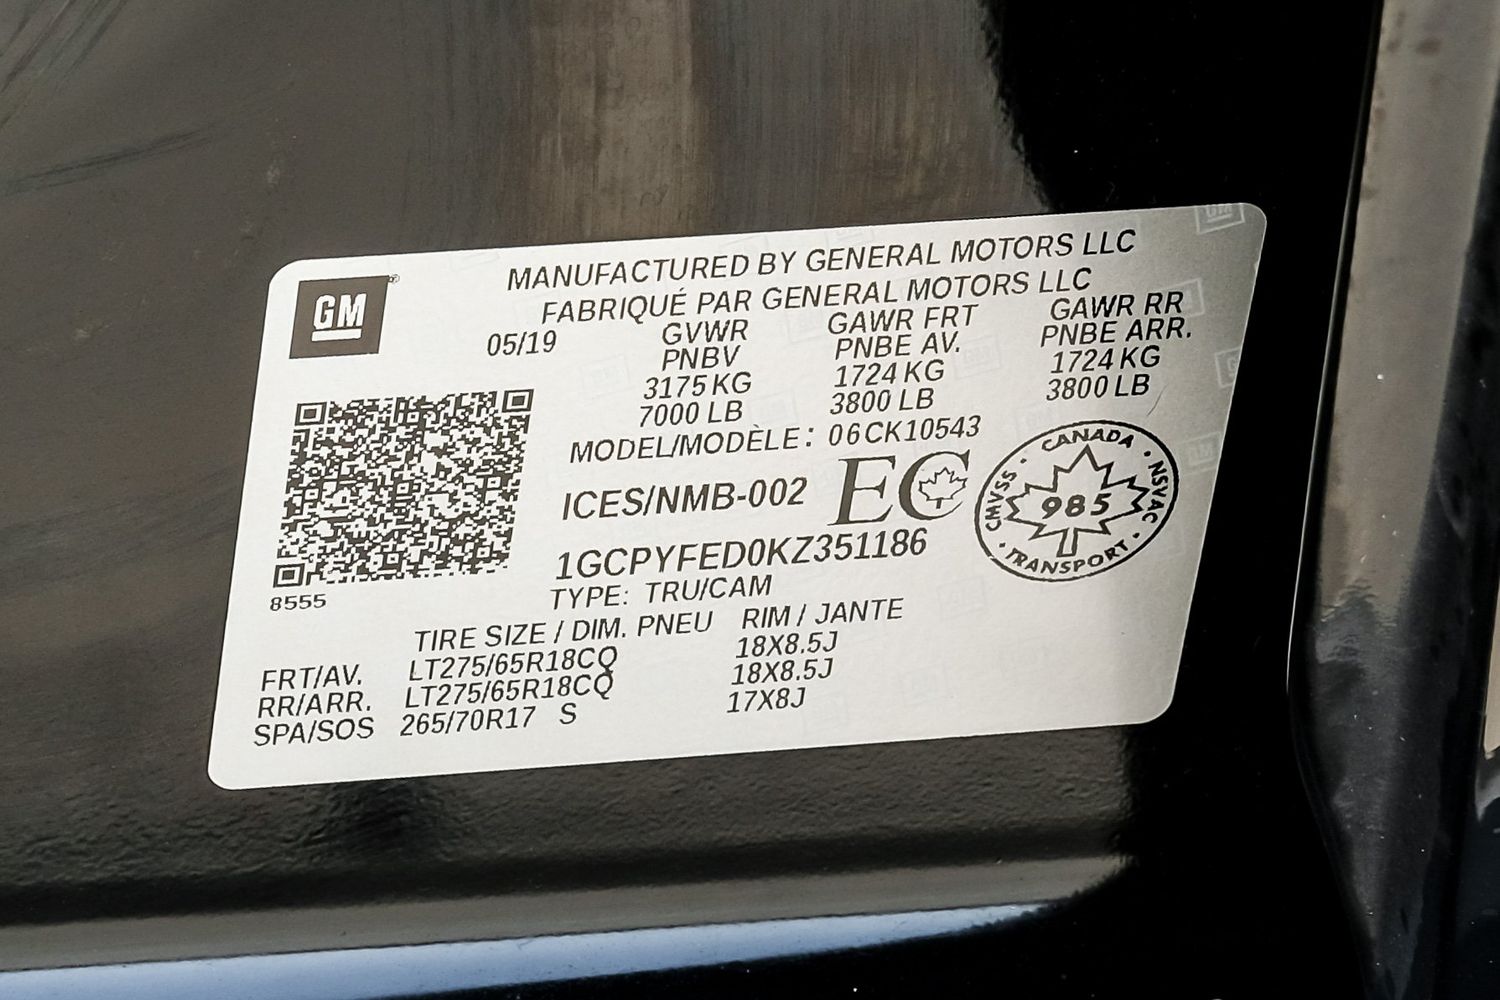 GM
MANUFACTURED BY GENERAL MOTORS LLC
FABRIQUÉ PAR GENERAL MOTORS LLC
05/19 GVWR GAWR FRT GAWR RR
PNBV PNBE AV. PNBE ARR.
3175 KG 1724 KG 1724 KG
7000 LB 3800 LB 3800 LB
MODEL/MODÈLE: 06CK10543
ICES/NMB-002 EC
CANADA
CMVSS · 985 · NSVAC
TRANSPORT
1GCPYFED0KZ351186
8555
TYPE: TRU/CAM
TIRE SIZE / DIM. PNEU RIM / JANTE
FRT/AV. LT275/65R18CQ 18X8.5J
RR/ARR. LT275/65R18CQ 18X8.5J
SPA/SOS 265/70R17 S 17X8J